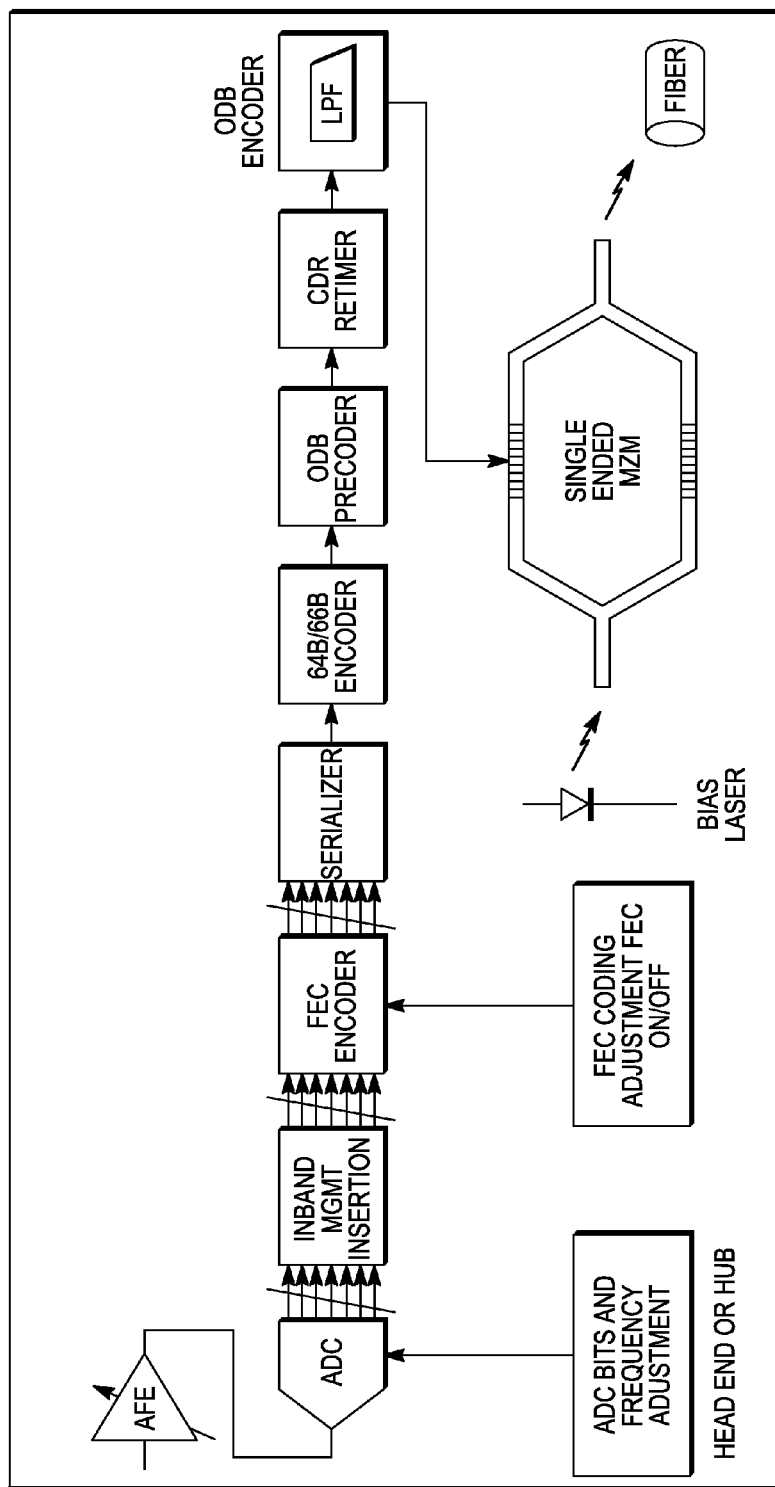 AFE
ADC
INBAND
MGMT
INSERTION
FEC
ENCODER
SERIALIZER
64B/66B
ENCODER
ODB
PRECODER
CDR
RETIMER
ODB
ENCODER
LPF
ADC BITS AND
FREQUENCY
ADUSTMENT
FEC CODING
ADJUSTMENT FEC
ON/OFF
BIAS
LASER
SINGLE
ENDED
MZM
FIBER
HEAD END OR HUB